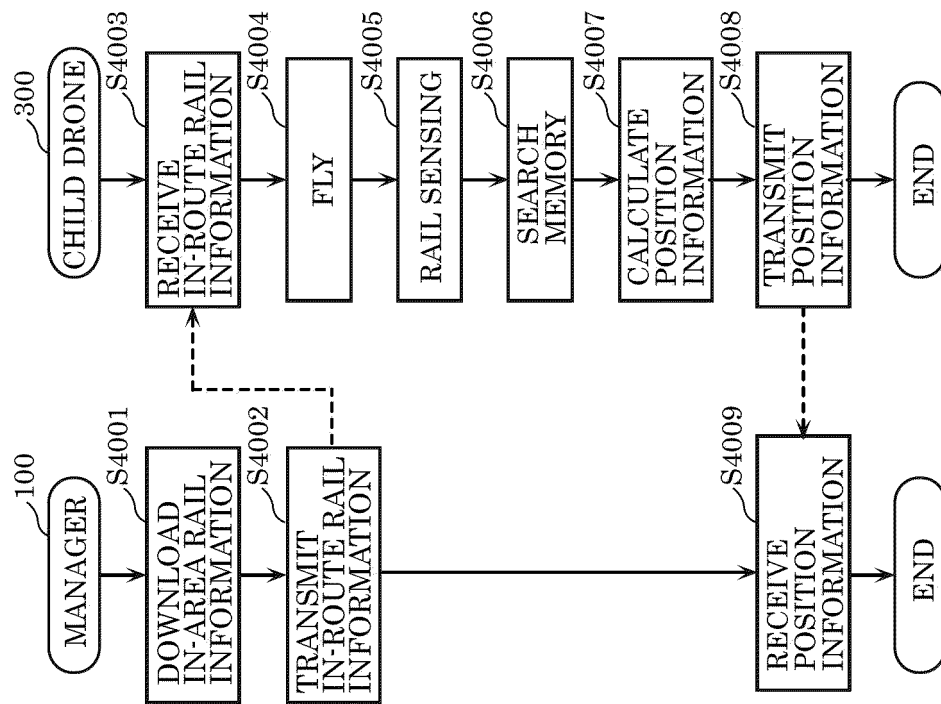 100
MANAGER
S4001
DOWNLOAD
IN-AREA RAIL
INFORMATION
S4002
TRANSMIT
IN-ROUTE RAIL
INFORMATION
S4009
RECEIVE
POSITION
INFORMATION
END
300
CHILD DRONE
S4003
RECEIVE
IN-ROUTE RAIL
INFORMATION
S4004
FLY
S4005
RAIL SENSING
S4006
SEARCH
MEMORY
S4007
CALCULATE
POSITION
INFORMATION
S4008
TRANSMIT
POSITION
INFORMATION
END